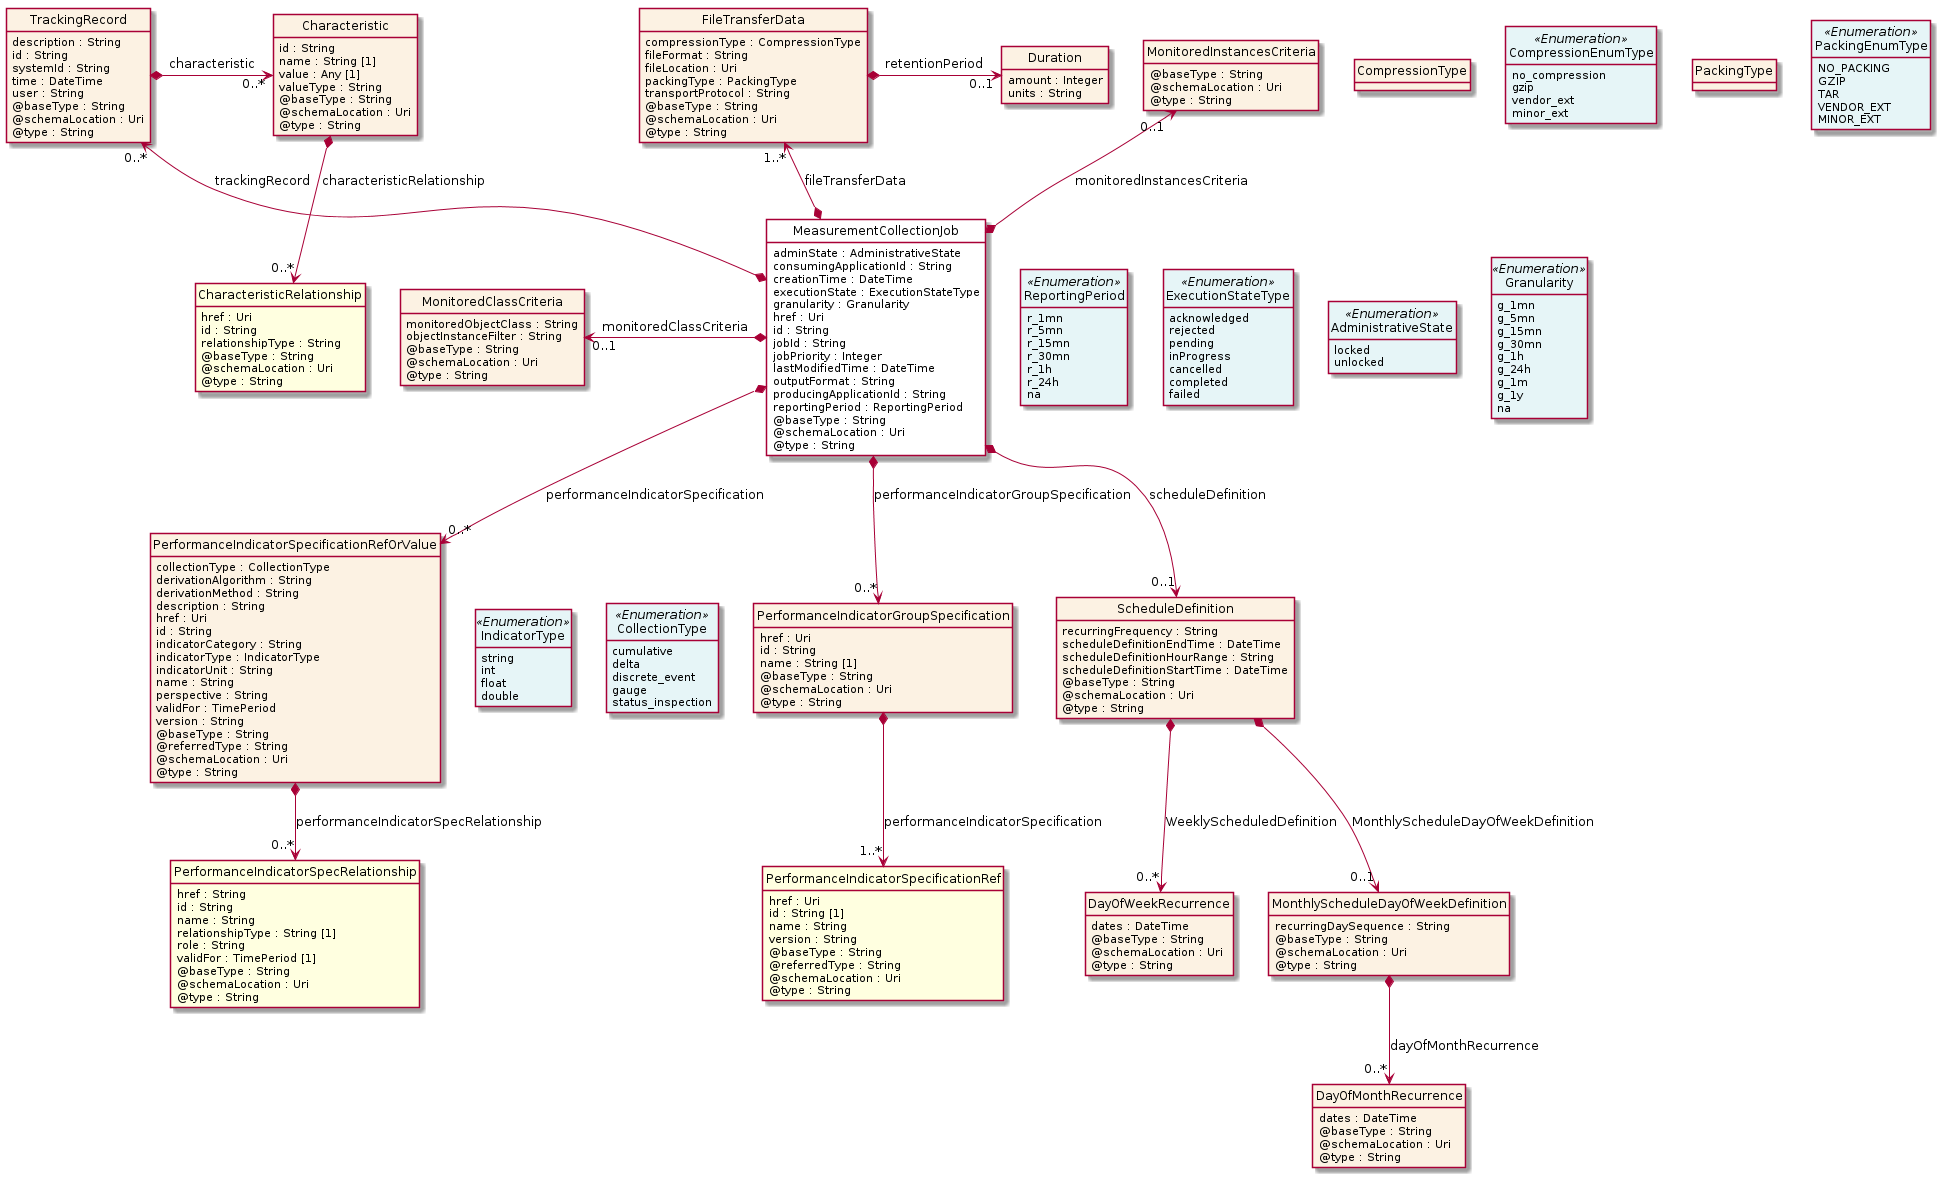 TrackingRecord
description : String
id : String
systemId : String
time : DateTime
user : String
@baseType : String
@schemaLocation : Uri
@type : String
characteristic
0..*
Characteristic
id : String
name : String [1]
value : Any [1]
valueType : String
@baseType : String
@schemaLocation : Uri
@type : String
FileTransferData
compressionType : CompressionType
fileFormat : String
fileLocation : Uri
packingType : PackingType
transportProtocol : String
@baseType : String
@schemaLocation : Uri
@type : String
retentionPeriod
0..1
Duration
amount : Integer
units : String
MonitoredInstancesCriteria
@baseType : String
@schemaLocation : Uri
@type : String
CompressionType
«Enumeration»
CompressionEnumType
no_compression
gzip
vendor_ext
minor_ext
PackingType
«Enumeration»
PackingEnumType
NO_PACKING
GZIP
TAR
VENDOR_EXT
MINOR_EXT
0..*
trackingRecord
characteristicRelationship
0..*
1..*
fileTransferData
0..1
monitoredInstancesCriteria
CharacteristicRelationship
href : Uri
id : String
relationshipType : String
@baseType : String
@schemaLocation : Uri
@type : String
MonitoredClassCriteria
monitoredObjectClass : String
objectInstanceFilter : String
@baseType : String
@schemaLocation : Uri
@type : String
monitoredClassCriteria
0..1
MeasurementCollectionJob
adminState : AdministrativeState
consumingApplicationId : String
creationTime : DateTime
executionState : ExecutionStateType
granularity : Granularity
href : Uri
id : String
jobId : String
jobPriority : Integer
lastModifiedTime : DateTime
outputFormat : String
producingApplicationId : String
reportingPeriod : ReportingPeriod
@baseType : String
@schemaLocation : Uri
@type : String
«Enumeration»
ReportingPeriod
r_1mn
r_5mn
r_15mn
r_30mn
r_1h
r_24h
na
«Enumeration»
ExecutionStateType
acknowledged
rejected
pending
inProgress
cancelled
completed
failed
«Enumeration»
AdministrativeState
locked
unlocked
«Enumeration»
Granularity
g_1mn
g_5mn
g_15mn
g_30mn
g_1h
g_24h
g_1m
g_1y
na
performanceIndicatorSpecification
0..*
performanceIndicatorGroupSpecification
0..*
scheduleDefinition
0..1
PerformanceIndicatorSpecificationRefOrValue
collectionType : CollectionType
derivationAlgorithm : String
derivationMethod : String
description : String
href : Uri
id : String
indicatorCategory : String
indicatorType : IndicatorType
indicatorUnit : String
name : String
perspective : String
validFor : TimePeriod
version : String
@baseType : String
@referredType : String
@schemaLocation : Uri
@type : String
«Enumeration»
IndicatorType
string
int
float
double
«Enumeration»
CollectionType
cumulative
delta
discrete_event
gauge
status_inspection
PerformanceIndicatorGroupSpecification
href : Uri
id : String
name : String [1]
@baseType : String
@schemaLocation : Uri
@type : String
ScheduleDefinition
recurringFrequency : String
scheduleDefinitionEndTime : DateTime
scheduleDefinitionHourRange : String
scheduleDefinitionStartTime : DateTime
@baseType : String
@schemaLocation : Uri
@type : String
performanceIndicatorSpecRelationship
0..*
performanceIndicatorSpecification
1..*
WeeklyScheduledDefinition
0..*
MonthlyScheduleDayOfWeekDefinition
0..1
PerformanceIndicatorSpecRelationship
href : String
id : String
name : String
relationshipType : String [1]
role : String
validFor : TimePeriod [1]
@baseType : String
@schemaLocation : Uri
@type : String
PerformanceIndicatorSpecificationRef
href : Uri
id : String [1]
name : String
version : String
@baseType : String
@referredType : String
@schemaLocation : Uri
@type : String
DayOfWeekRecurrence
dates : DateTime
@baseType : String
@schemaLocation : Uri
@type : String
MonthlyScheduleDayOfWeekDefinition
recurringDaySequence : String
@baseType : String
@schemaLocation : Uri
@type : String
dayOfMonthRecurrence
0..*
DayOfMonthRecurrence
dates : DateTime
@baseType : String
@schemaLocation : Uri
@type : String